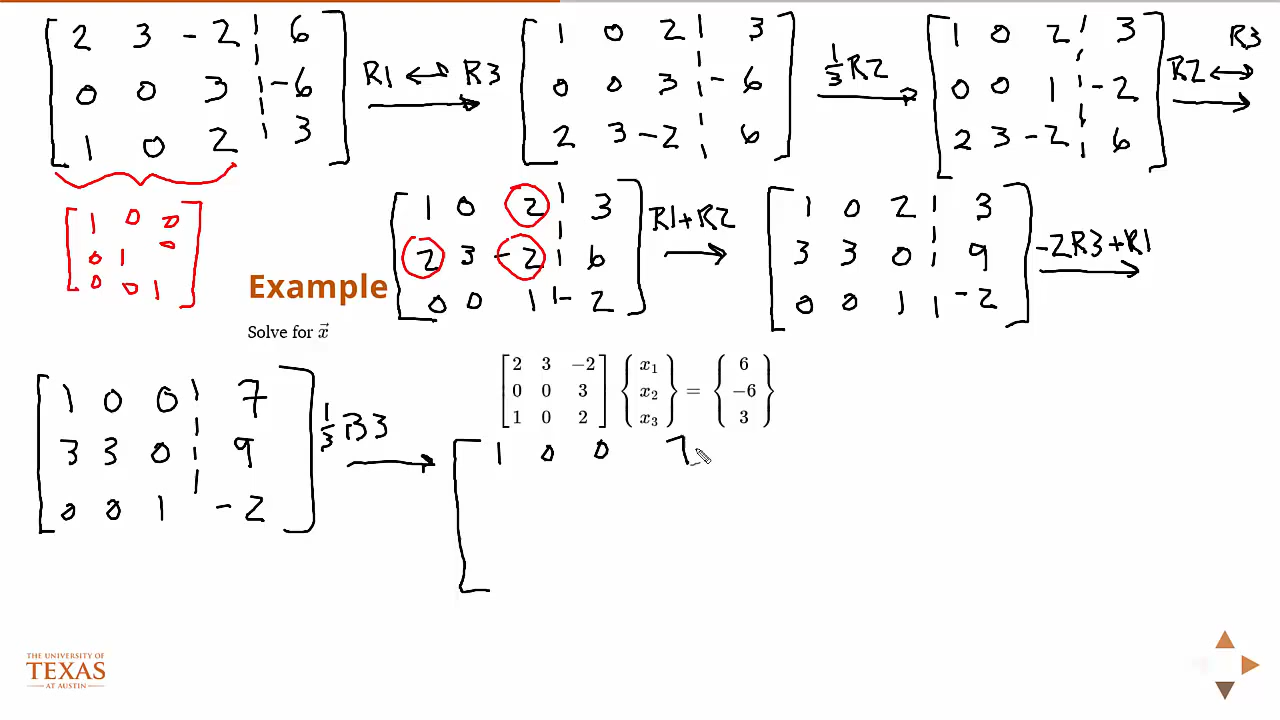 [ 2 3 -2 | 6 ] R1 ↔ R3 [ 1 0 2 | 3 ] 1/3 R2 [ 1 0 2 | 3 ] R2 ↔ R3
[ 0 0 3 | -6 ] → [ 0 0 3 | -6 ] → [ 0 0 1 | -2 ] →
[ 1 0 2 | 3 ] [ 2 3 -2 | 6 ] [ 2 3 -2 | 6 ]
[ 1 0 0 ]
[ 0 1 0 ]
[ 0 0 1 ]
[ 1 0 2 | 3 ] R1+R2 [ 1 0 2 | 3 ] -2R3+R1
[ 2 3 -2 | 6 ] → [ 3 3 0 | 9 ] →
[ 0 0 1 | -2 ] [ 0 0 1 | -2 ]
Example
Solve for x⃗
[ 2 3 −2 ] { x₁ } { 6 }
[ 0 0 3 ] { x₂ } = { −6 }
[ 1 0 2 ] { x₃ } { 3 }
[ 1 0 0 | 7 ] 1/3 R3
[ 3 3 0 | 9 ] →
[ 0 0 1 -2 ]
[ 1 0 0 7
THE UNIVERSITY OF
TEXAS
AT AUSTIN